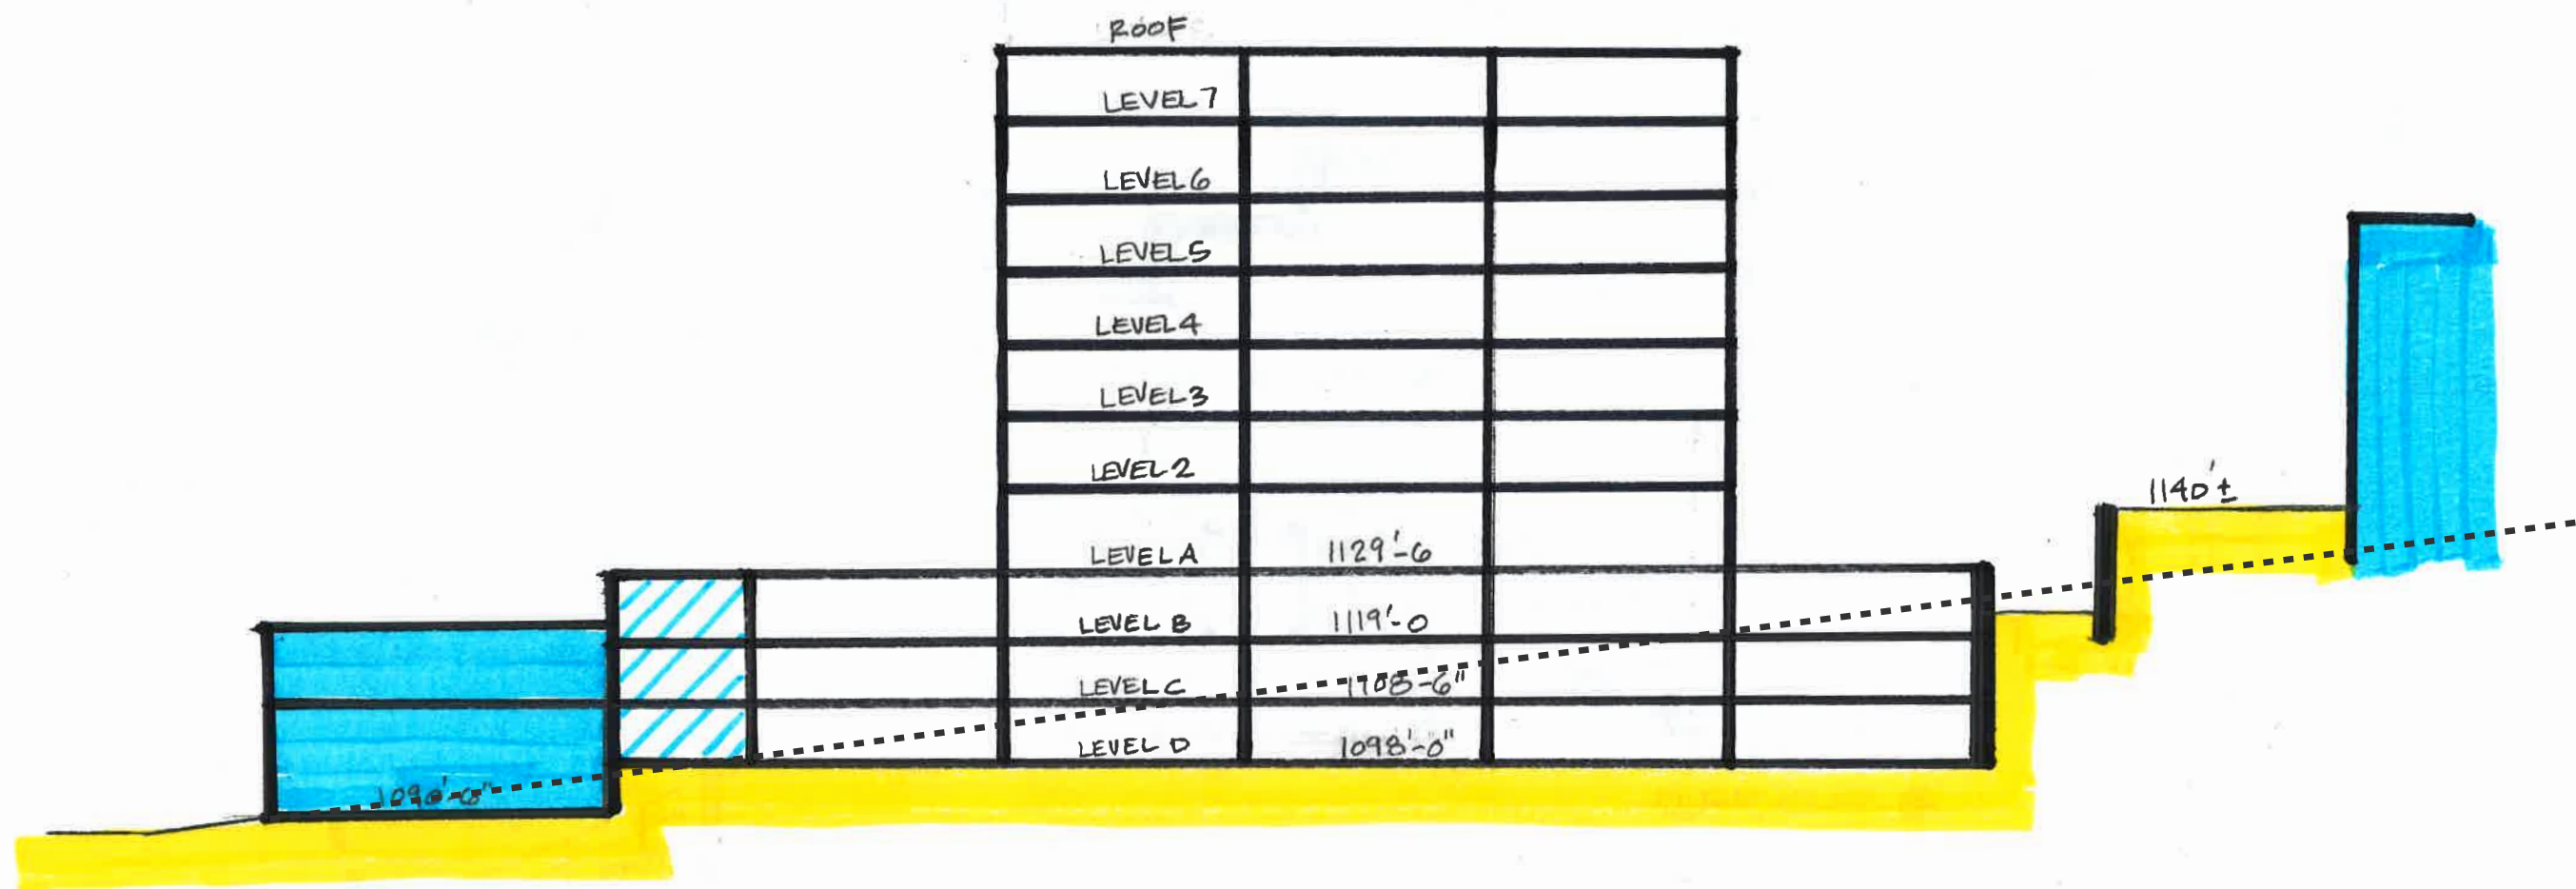 ROOF
LEVEL 7
LEVEL 6
LEVEL 5
LEVEL 4
LEVEL 3
LEVEL 2
1140'±
LEVEL A 1129'-6
LEVEL B 1119'-0
LEVEL C 1108-6"
LEVEL D 1098'-0"